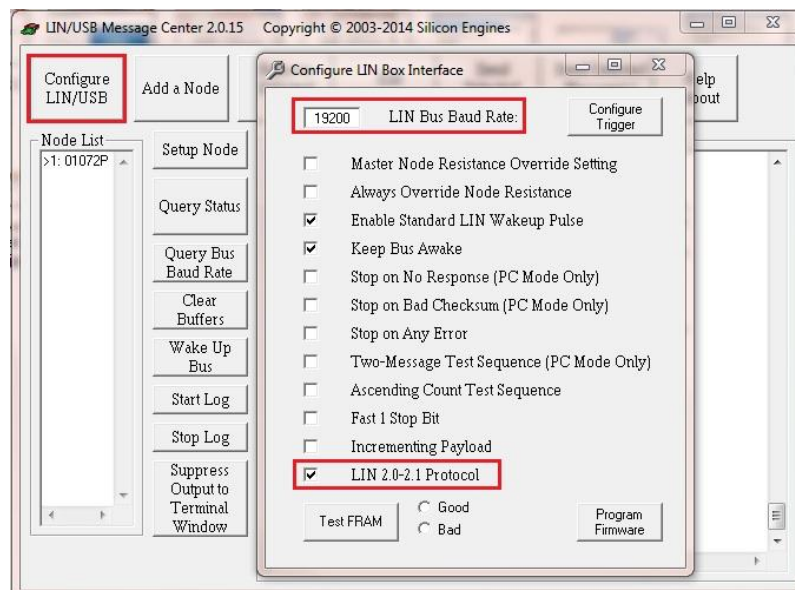 LIN/USB Message Center 2.0.15 Copyright © 2003-2014 Silicon Engines
Configure
LIN/USB
Add a Node
Configure LIN Box Interface
19200 LIN Bus Baud Rate:
Configure
Trigger
Node List
>1: 01072P
Setup Node
Query Status
Query Bus
Baud Rate
Clear
Buffers
Wake Up
Bus
Start Log
Stop Log
Suppress
Output to
Terminal
Window
Master Node Resistance Override Setting
Always Override Node Resistance
Enable Standard LIN Wakeup Pulse
Keep Bus Awake
Stop on No Response (PC Mode Only)
Stop on Bad Checksum (PC Mode Only)
Stop on Any Error
Two-Message Test Sequence (PC Mode Only)
Ascending Count Test Sequence
Fast 1 Stop Bit
Incrementing Payload
LIN 2.0-2.1 Protocol
Test FRAM
Good
Bad
Program
Firmware